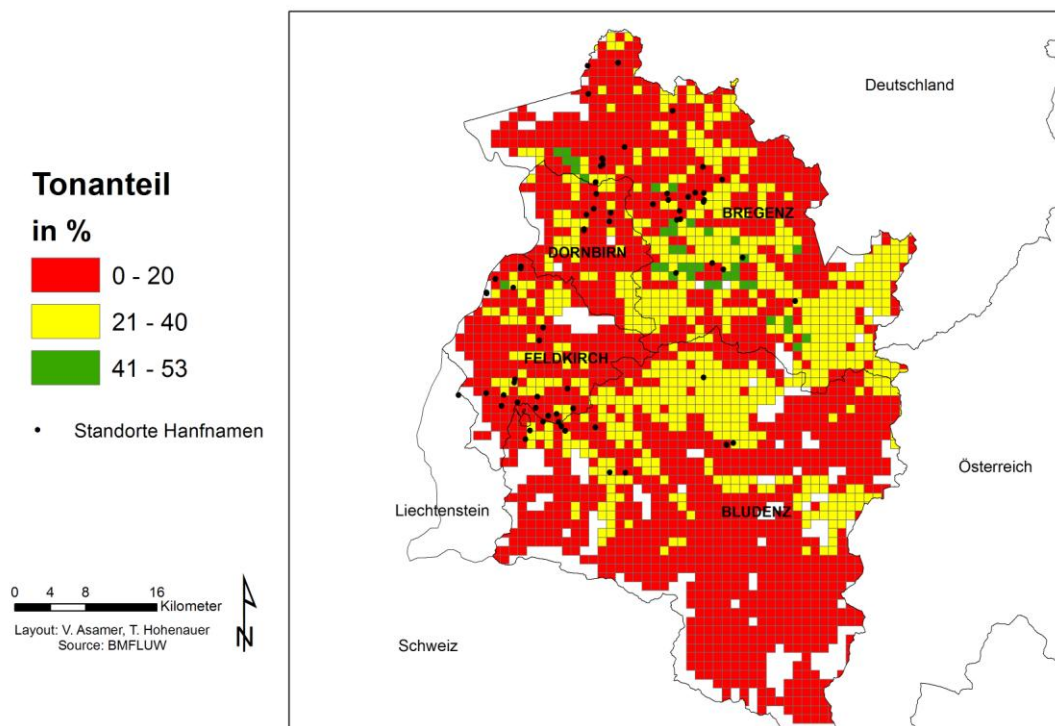 Tonanteil
in %
0 - 20
21 - 40
41 - 53
Standorte Hanfnamen
0 4 8 16
Kilometer
Layout: V. Asamer, T. Hohenauer
Source: BMFLUW
N
Deutschland
BREGENZ
DORNBIRN
FELDKIRCH
Österreich
Liechtenstein
BLUDENZ
Schweiz